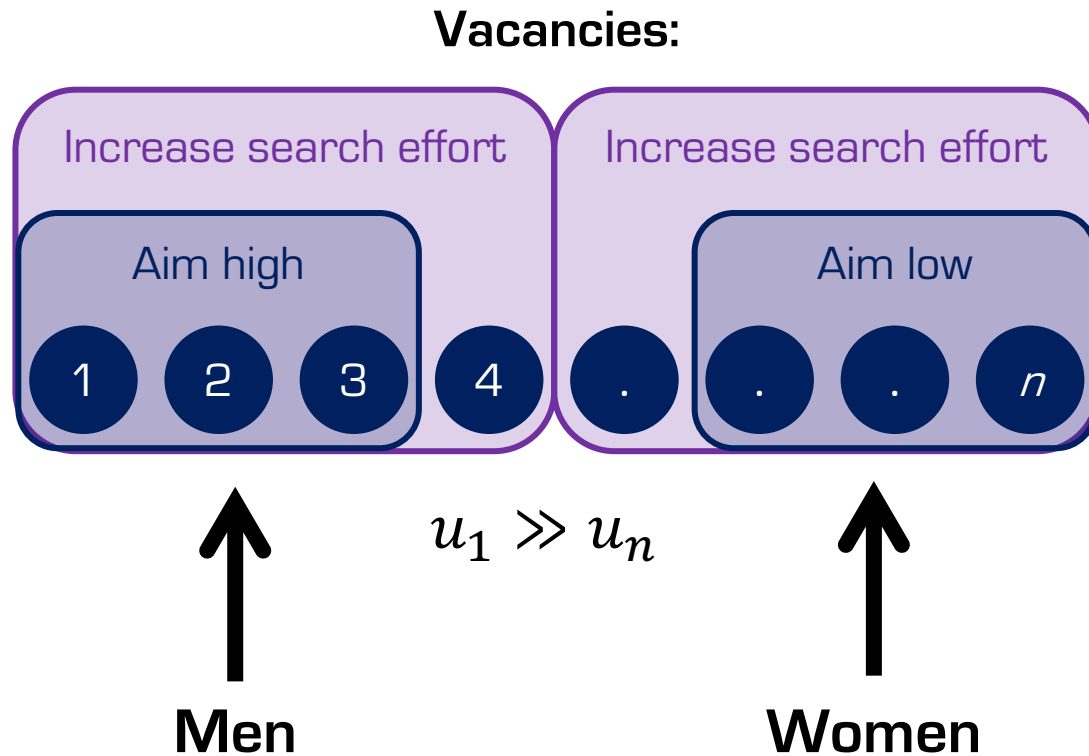 Vacancies:
Increase search effort Increase search effort
Aim high Aim low
1 2 3 4 . . . . n
u₁ ≫ uₙ
Men Women